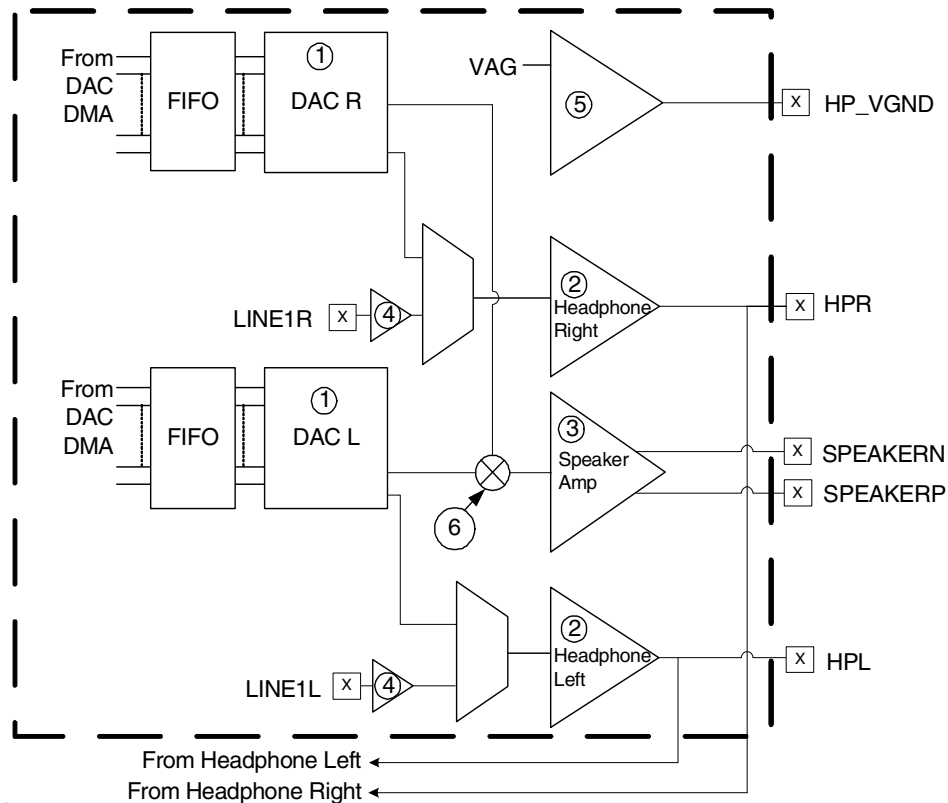 From
DAC
DMA
FIFO
1
DAC R
VAG
5
X HP_VGND
LINE1R X 4
2
Headphone
Right
X HPR
From
DAC
DMA
FIFO
1
DAC L
3
Speaker
Amp
X SPEAKERN
X SPEAKERP
6
LINE1L X 4
2
Headphone
Left
X HPL
From Headphone Left
From Headphone Right